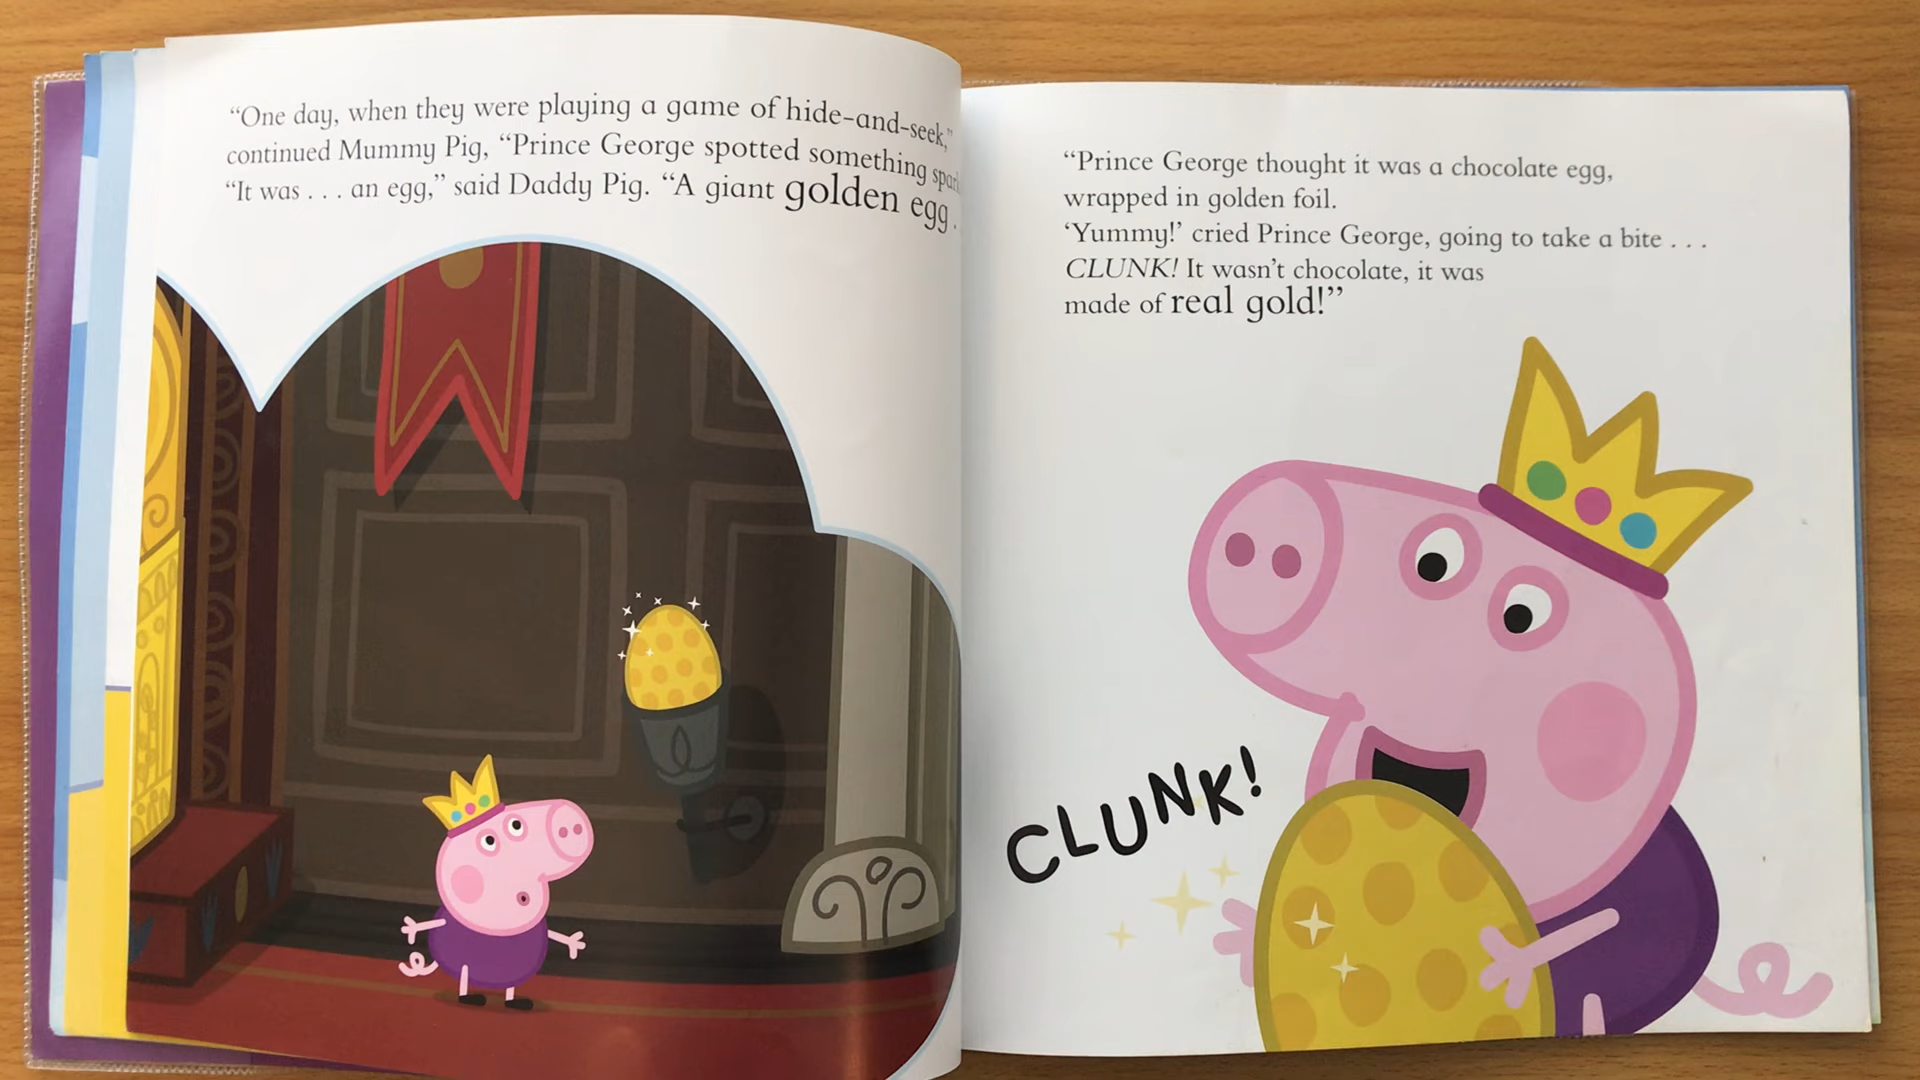 “One day, when they were playing a game of hide-and-seek,”
continued Mummy Pig, “Prince George spotted something
“It was . . . an egg,” said Daddy Pig. “A giant golden egg .
“Prince George thought it was a chocolate egg,
wrapped in golden foil.
‘Yummy!’ cried Prince George, going to take a bite . . .
CLUNK! It wasn’t chocolate, it was
made of real gold!”
CLUNK!